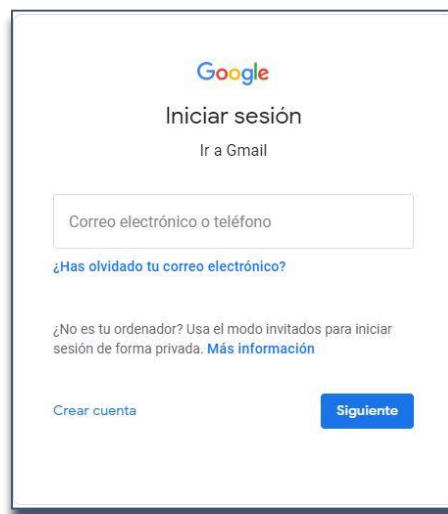 Google
Iniciar sesión
Ir a Gmail
Correo electrónico o teléfono
¿Has olvidado tu correo electrónico?
¿No es tu ordenador? Usa el modo invitados para iniciar
sesión de forma privada. Más información
Crear cuenta
Siguiente